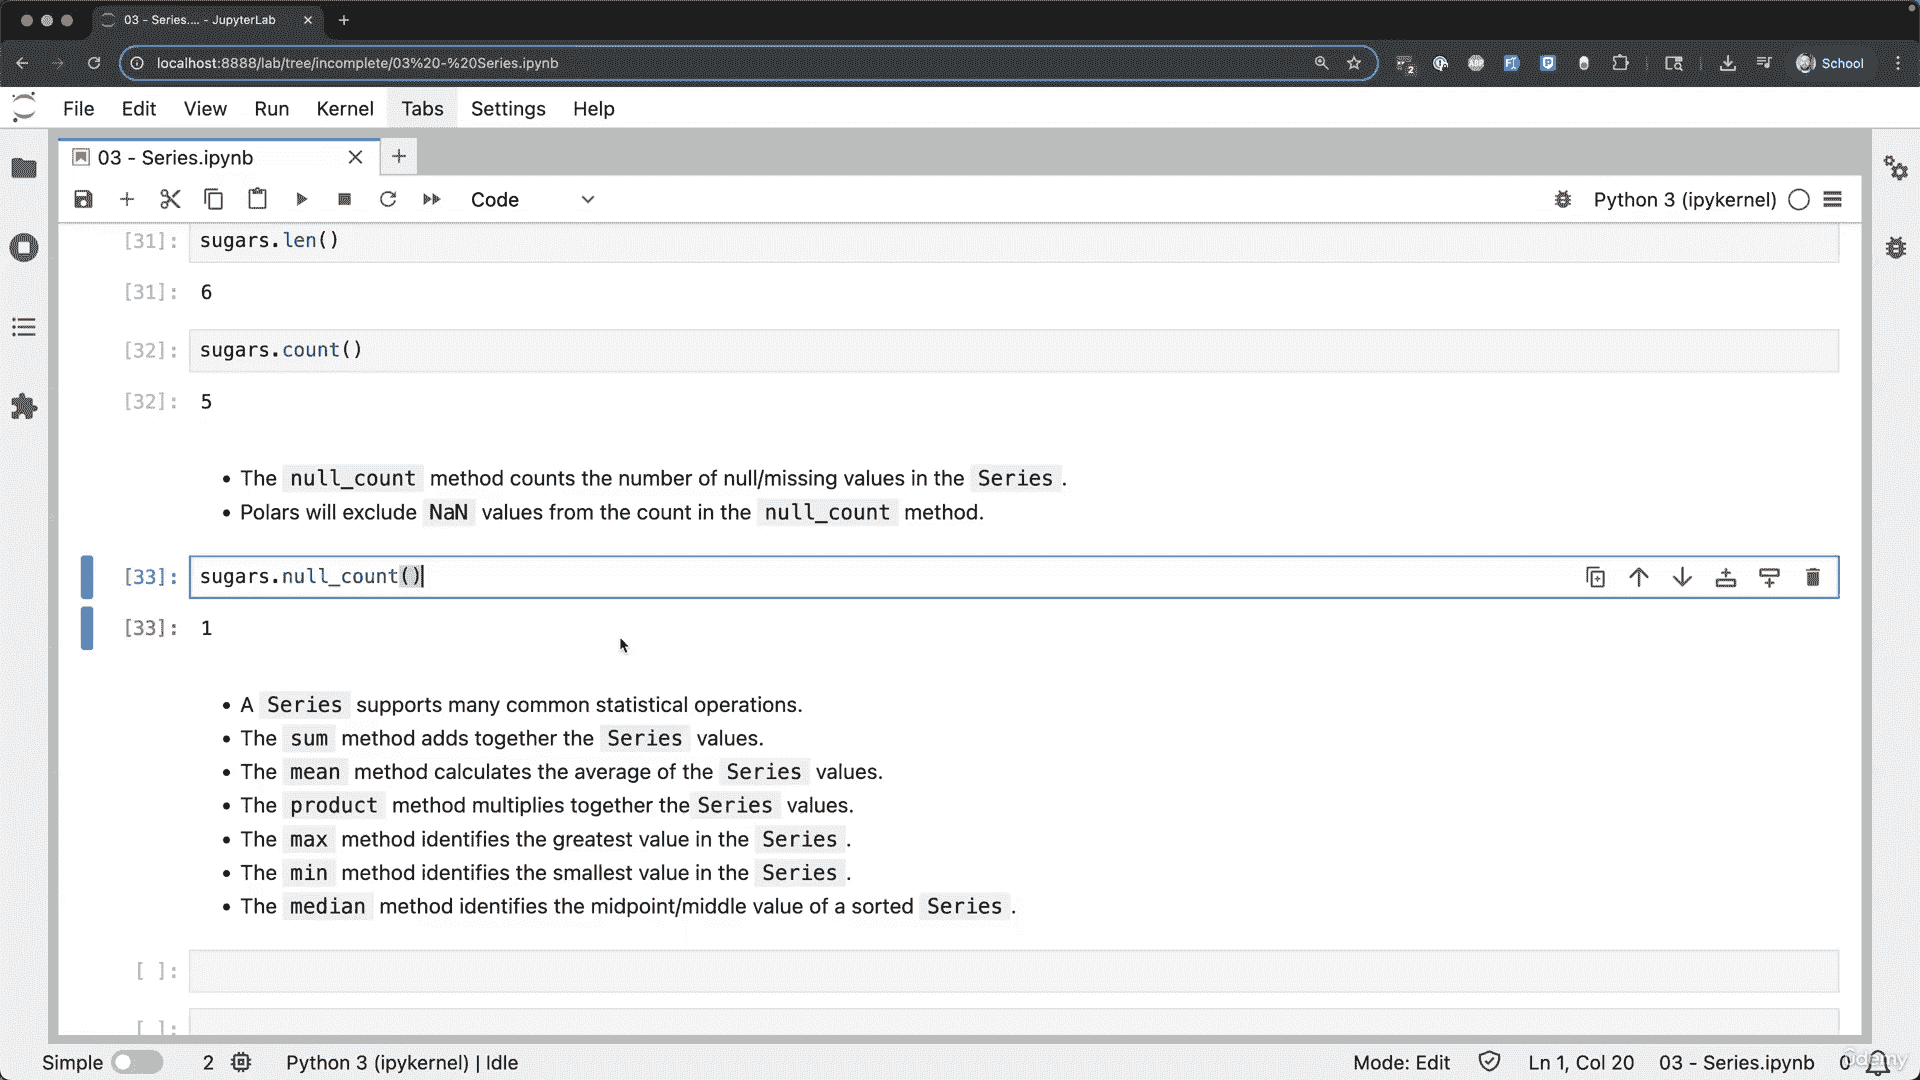 03 - Series.... - JupyterLab
localhost:8888/lab/tree/incomplete/03%20-%20Series.ipynb
2
ABP
School
File Edit View Run Kernel Tabs Settings Help
03 - Series.ipynb
Code
Python 3 (ipykernel)
[31]: sugars.len()
[31]: 6
[32]: sugars.count()
[32]: 5
• The null_count method counts the number of null/missing values in the Series .
• Polars will exclude NaN values from the count in the null_count method.
[33]: sugars.null_count()
[33]: 1
• A Series supports many common statistical operations.
• The sum method adds together the Series values.
• The mean method calculates the average of the Series values.
• The product method multiplies together the Series values.
• The max method identifies the greatest value in the Series .
• The min method identifies the smallest value in the Series .
• The median method identifies the midpoint/middle value of a sorted Series .
[ ]:
[ ]:
Simple 2 Python 3 (ipykernel) | Idle Mode: Edit Ln 1, Col 20 03 - Series.ipynb 0
Udemy